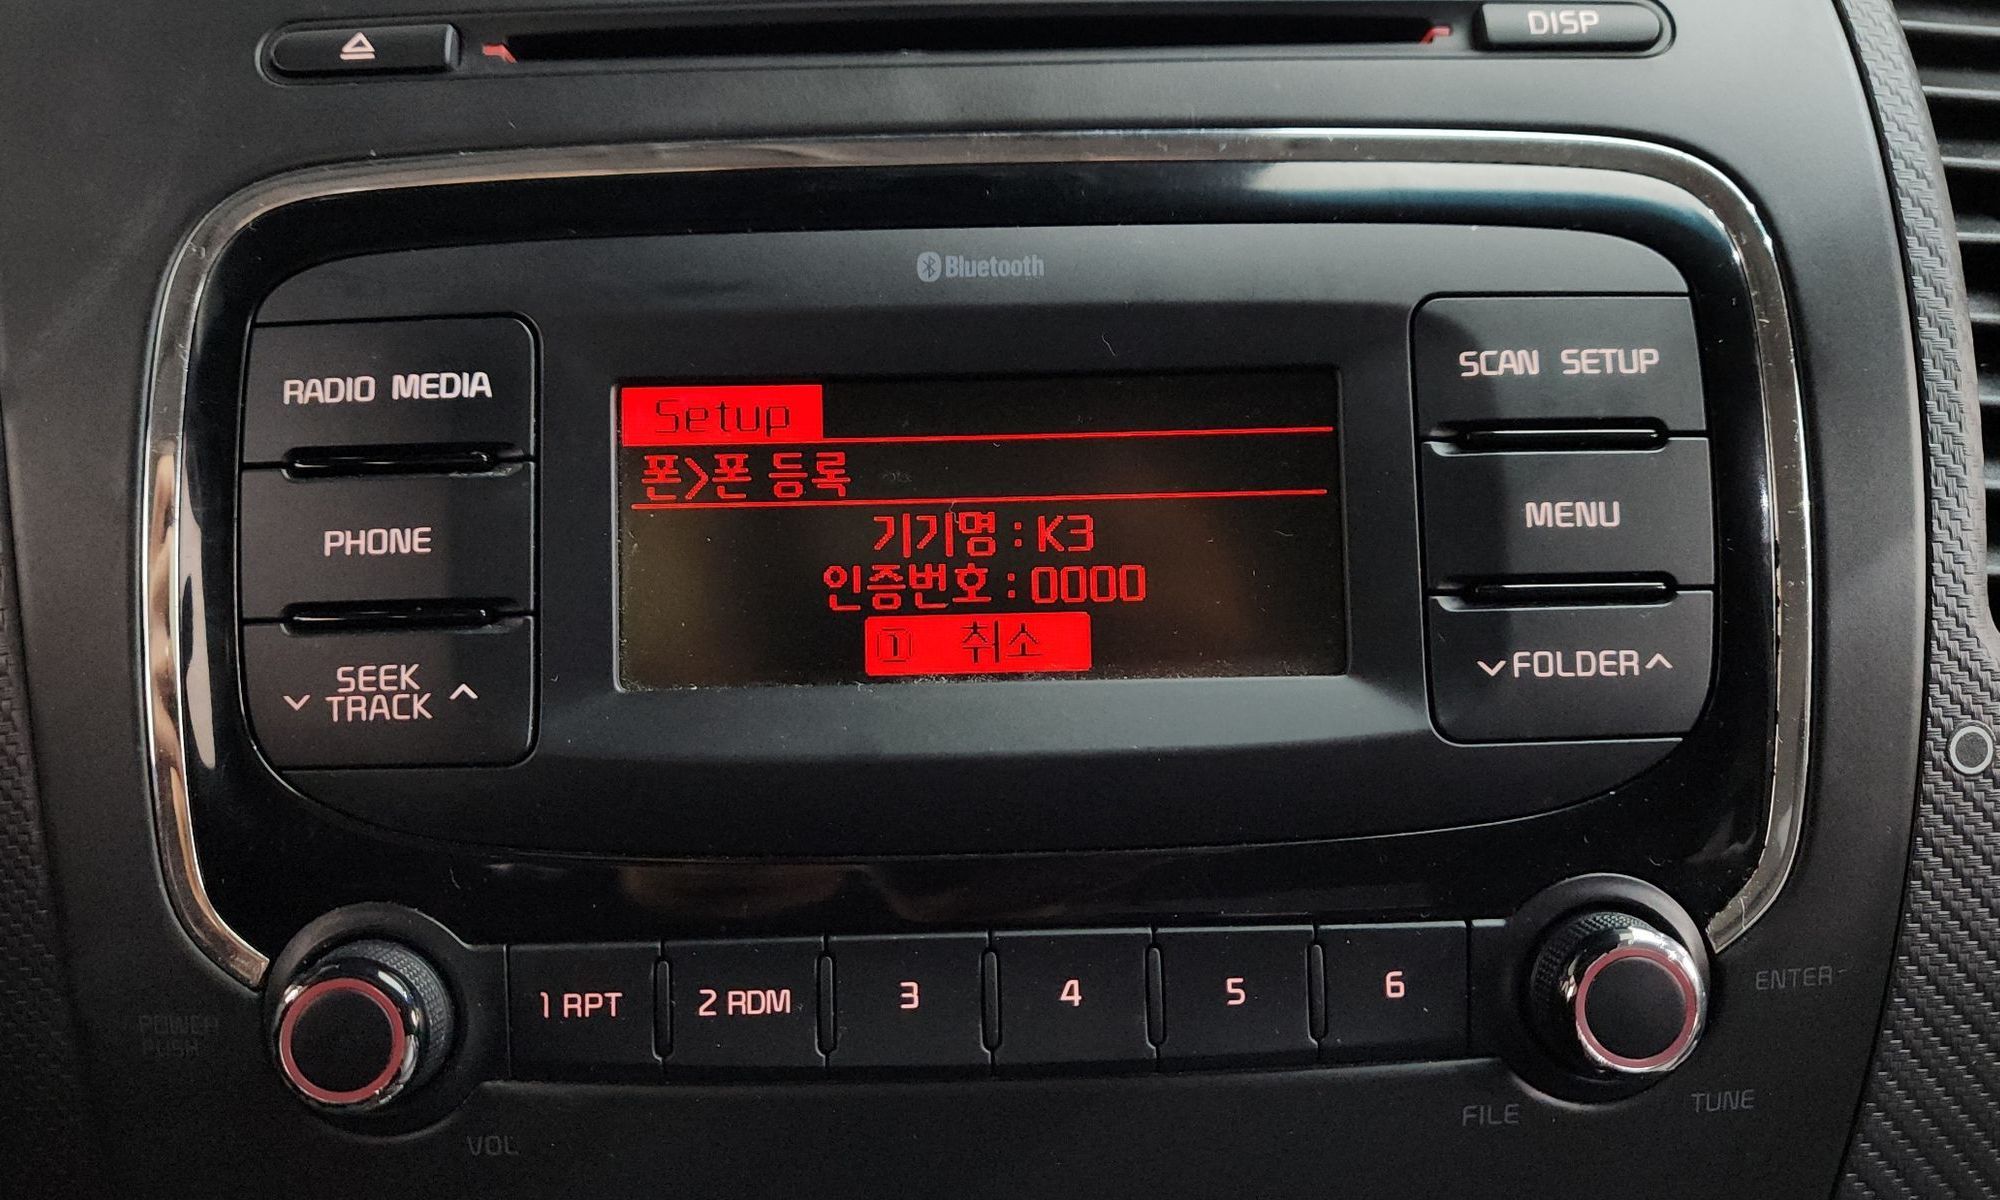 DISP
Bluetooth
RADIO MEDIA
SCAN SETUP
Setup
폰>폰 등록
기기명 : K3
인증번호 : 0000
① 취소
PHONE
MENU
SEEK
TRACK
FOLDER
1 RPT
2 RDM
3
4
5
6
POWER
PUSH
VOL
ENTER
FILE
TUNE